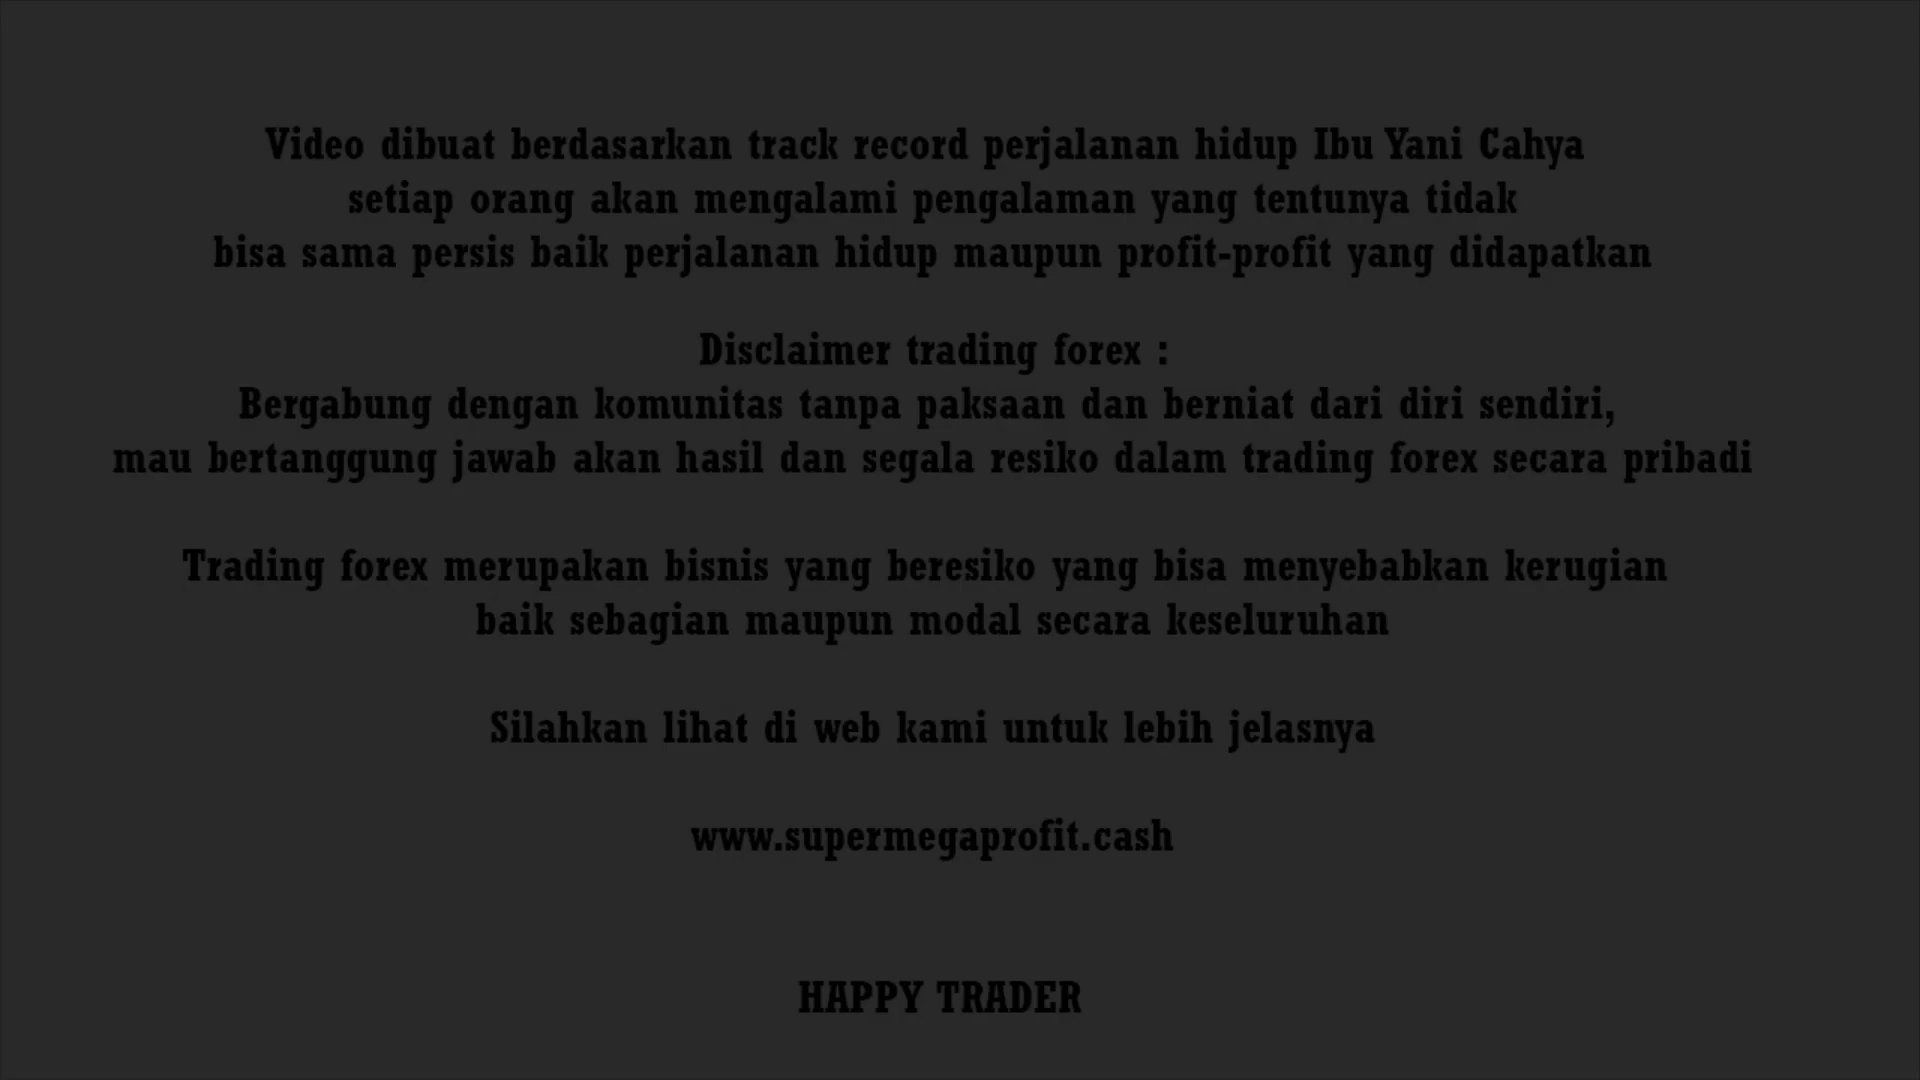 Video dibuat berdasarkan track record perjalanan hidup Ibu Yani Cahya
setiap orang akan mengalami pengalaman yang tentunya tidak
bisa sama persis baik perjalanan hidup maupun profit-profit yang didapatkan
Disclaimer trading forex :
Bergabung dengan komunitas tanpa paksaan dan berniat dari diri sendiri,
mau bertanggung jawab akan hasil dan segala resiko dalam trading forex secara pribadi
Trading forex merupakan bisnis yang beresiko yang bisa menyebabkan kerugian
baik sebagian maupun modal secara keseluruhan
Silahkan lihat di web kami untuk lebih jelasnya
www.supermegaprofit.cash
HAPPY TRADER